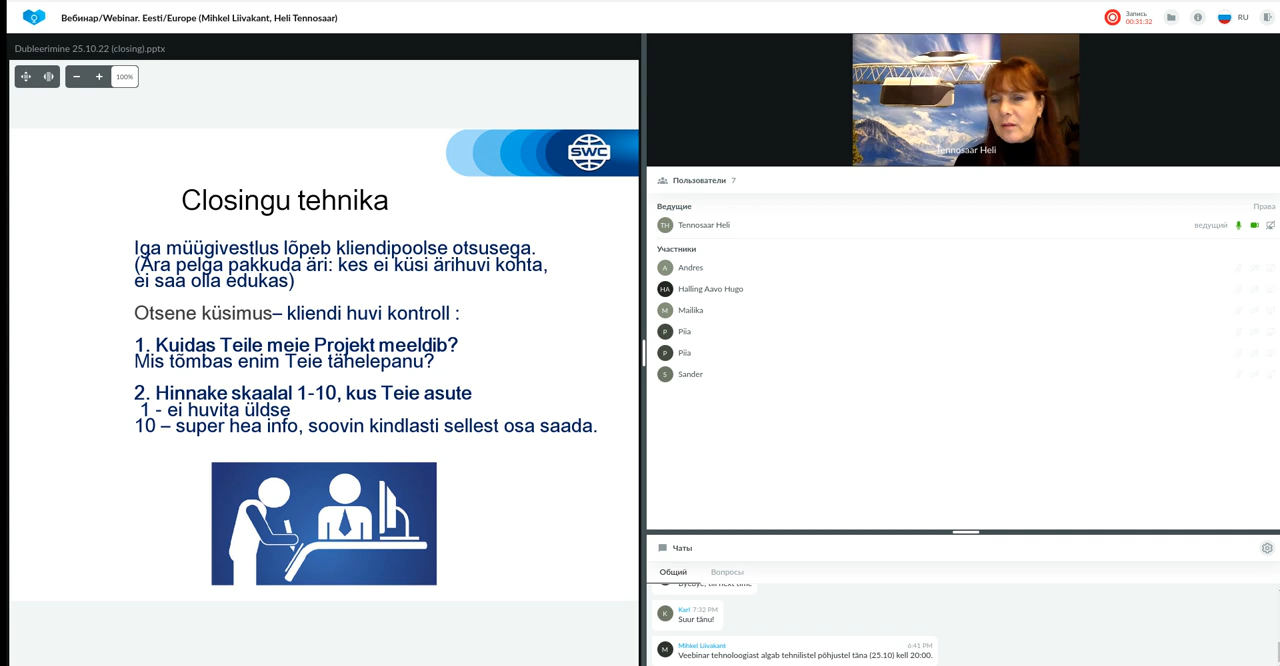 Вебинар/Webinar. Eesti/Europe (Mihkel Liivakant, Heli Tennosaar)
Запись
00:31:32
RU
Dubleerimine 25.10.22 (closing).pptx
100%
SWC
Closingu tehnika
Iga müügivestlus lõpeb kliendipoolse otsusega.
(Ära pelga pakkuda äri: kes ei küsi ärihuvi kohta,
ei saa olla edukas)
Otsene küsimus– kliendi huvi kontroll :
1. Kuidas Teile meie Projekt meeldib?
Mis tõmbas enim Teie tähelepanu?
2. Hinnake skaalal 1-10, kus Teie asute
1 - ei huvita üldse
10 – super hea info, soovin kindlasti sellest osa saada.
Tennosaar Heli
Пользователи 7
Ведущие
Права
TH Tennosaar Heli
ведущий
Участники
A Andres
HA Halling Aavo Hugo
M Mailika
P Piia
P Piia
S Sander
Чаты
Общий Вопросы
Byebye, till next time
K Karl 7:32 PM
Suur tänu!
M Mihkel Liivakant 6:41 PM
Veebinar tehnoloogiast algab tehnilistel põhjustel täna (25.10) kell 20:00.